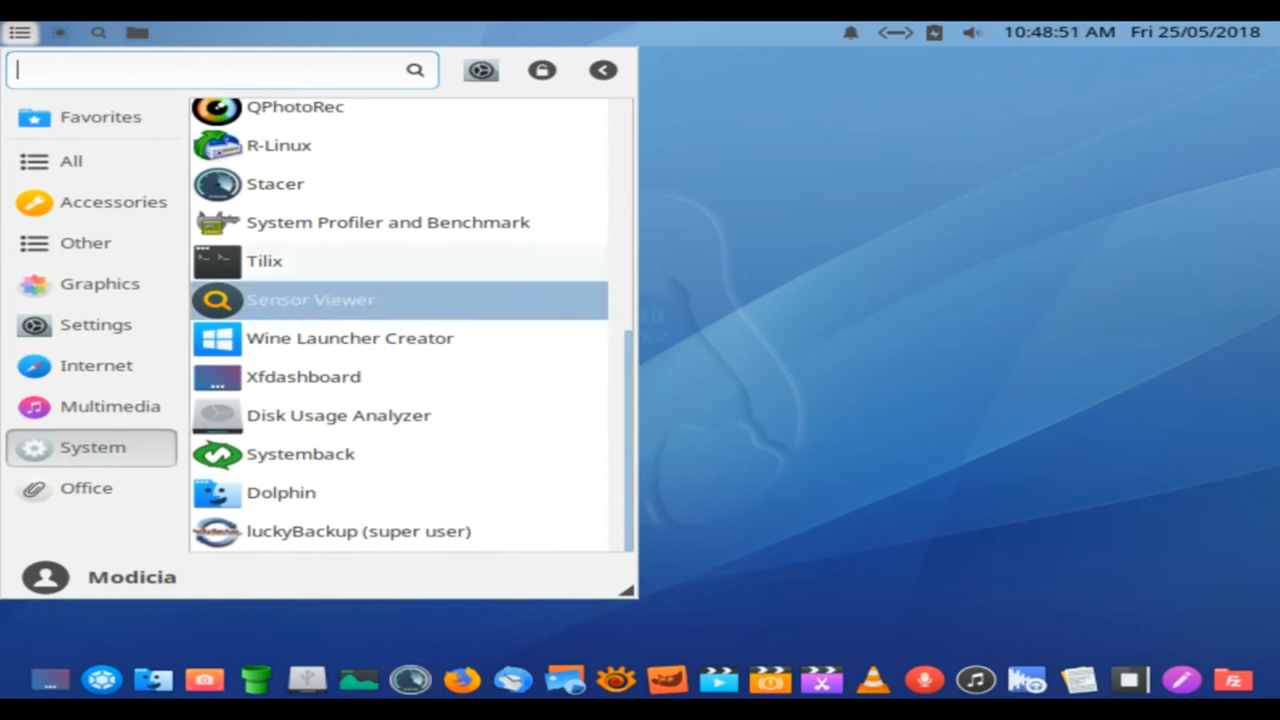 10:48:51 AM Fri 25/05/2018
Favorites
All
Accessories
Other
Graphics
Settings
Internet
Multimedia
System
Office
QPhotoRec
R-Linux
Stacer
System Profiler and Benchmark
Tilix
Sensor Viewer
Wine Launcher Creator
Xfdashboard
Disk Usage Analyzer
Systemback
Dolphin
luckyBackup (super user)
Modicia
Fz